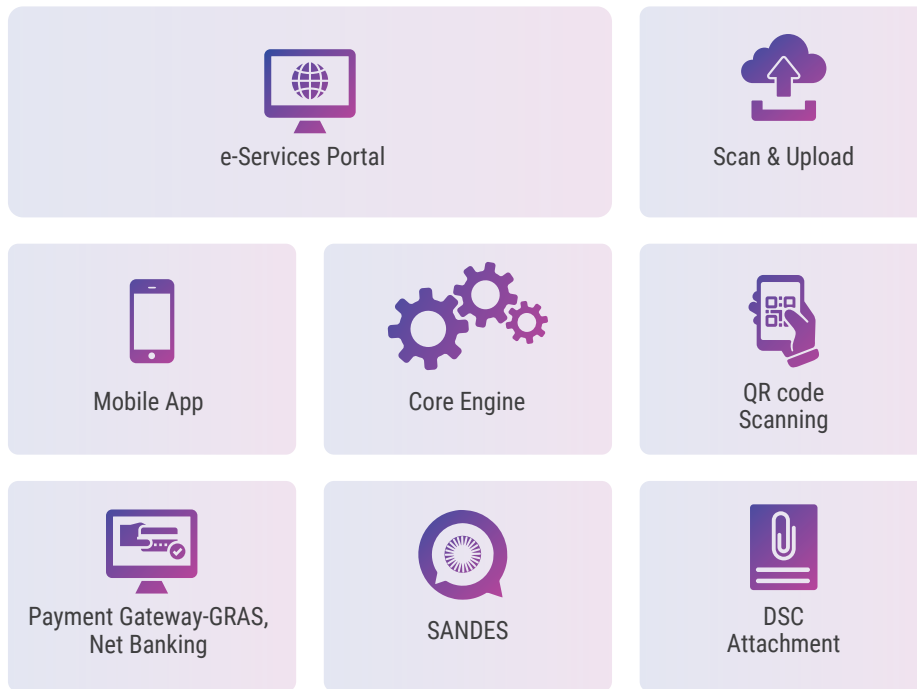 e-Services Portal
Scan & Upload
Mobile App
Core Engine
QR code
Scanning
Payment Gateway-GRAS,
Net Banking
SANDES
DSC
Attachment